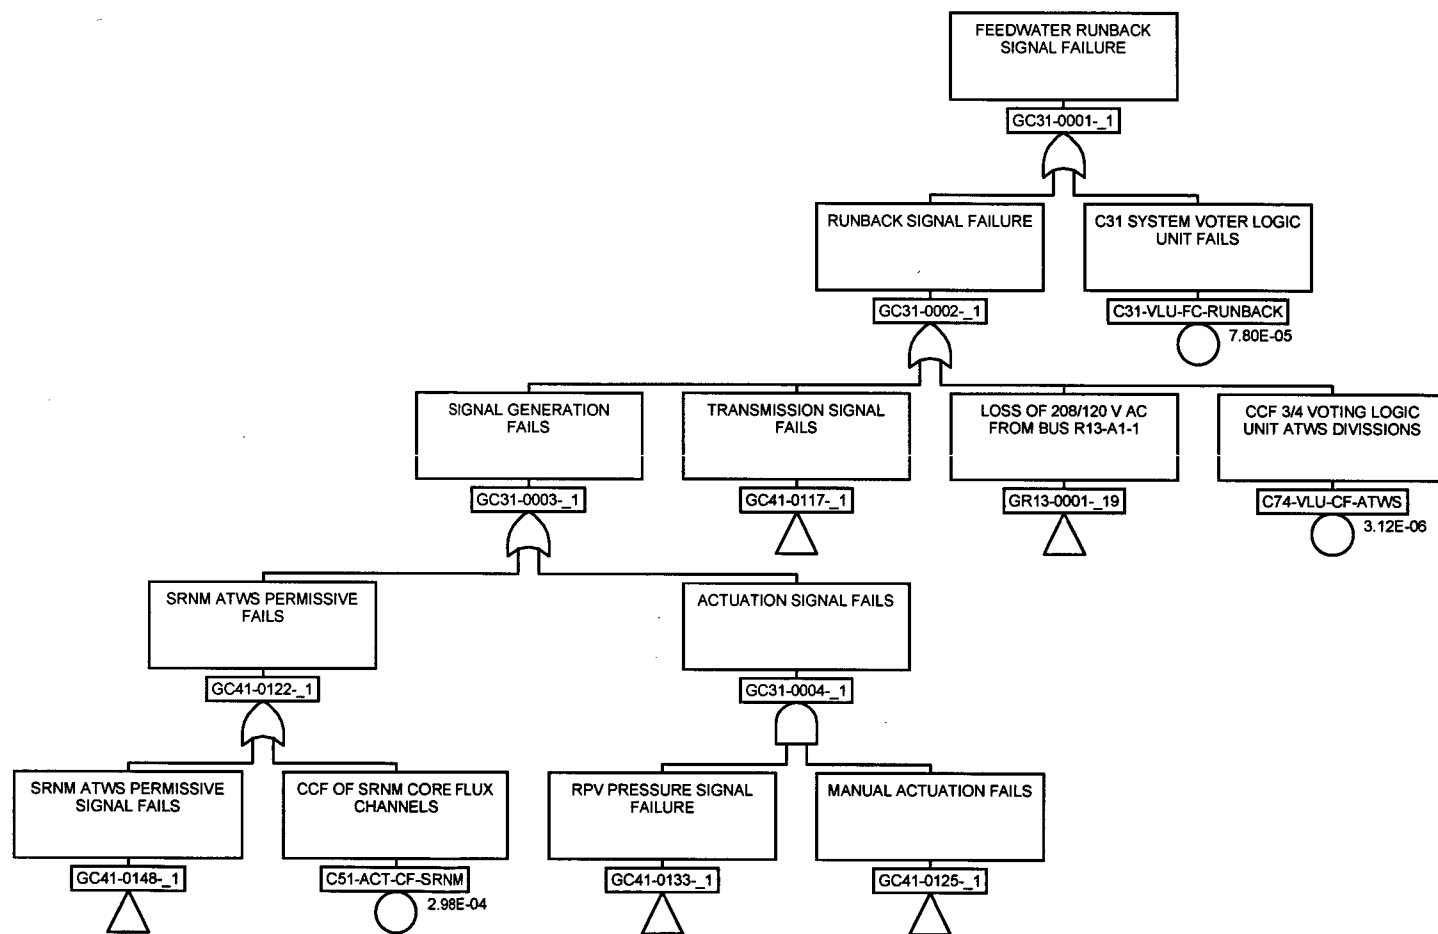 FEEDWATER RUNBACK
SIGNAL FAILURE
GC31-0001-_1
RUNBACK SIGNAL FAILURE
C31 SYSTEM VOTER LOGIC
UNIT FAILS
GC31-0002-_1
C31-VLU-FC-RUNBACK
7.80E-05
SIGNAL GENERATION
FAILS
TRANSMISSION SIGNAL
FAILS
LOSS OF 208/120 V AC
FROM BUS R13-A1-1
CCF 3/4 VOTING LOGIC
UNIT ATWS DIVISSIONS
GC31-0003-_1
GC41-0117-_1
GR13-0001-_19
C74-VLU-CF-ATWS
3.12E-06
SRNM ATWS PERMISSIVE
FAILS
ACTUATION SIGNAL FAILS
GC41-0122-_1
GC31-0004-_1
SRNM ATWS PERMISSIVE
SIGNAL FAILS
CCF OF SRNM CORE FLUX
CHANNELS
RPV PRESSURE SIGNAL
FAILURE
MANUAL ACTUATION FAILS
GC41-0148-_1
C51-ACT-CF-SRNM
2.98E-04
GC41-0133-_1
GC41-0125-_1